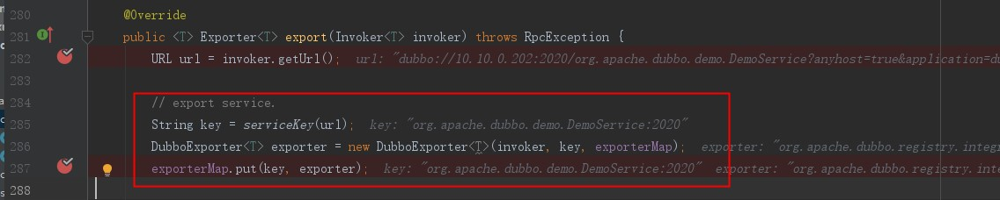 280 @Override
281 public <T> Exporter<T> export(Invoker<T> invoker) throws RpcException {
282 URL url = invoker.getUrl(); url: "dubbo://10.10.0.202:2020/org.apache.dubbo.demo.DemoService?anyhost=true&application=du
283
284 // export service.
285 String key = serviceKey(url); key: "org.apache.dubbo.demo.DemoService:2020"
286 DubboExporter<T> exporter = new DubboExporter<T>(invoker, key, exporterMap); exporter: "org.apache.dubbo.registry.integr
287 exporterMap.put(key, exporter); key: "org.apache.dubbo.demo.DemoService:2020" exporter: "org.apache.dubbo.registry.integr
288